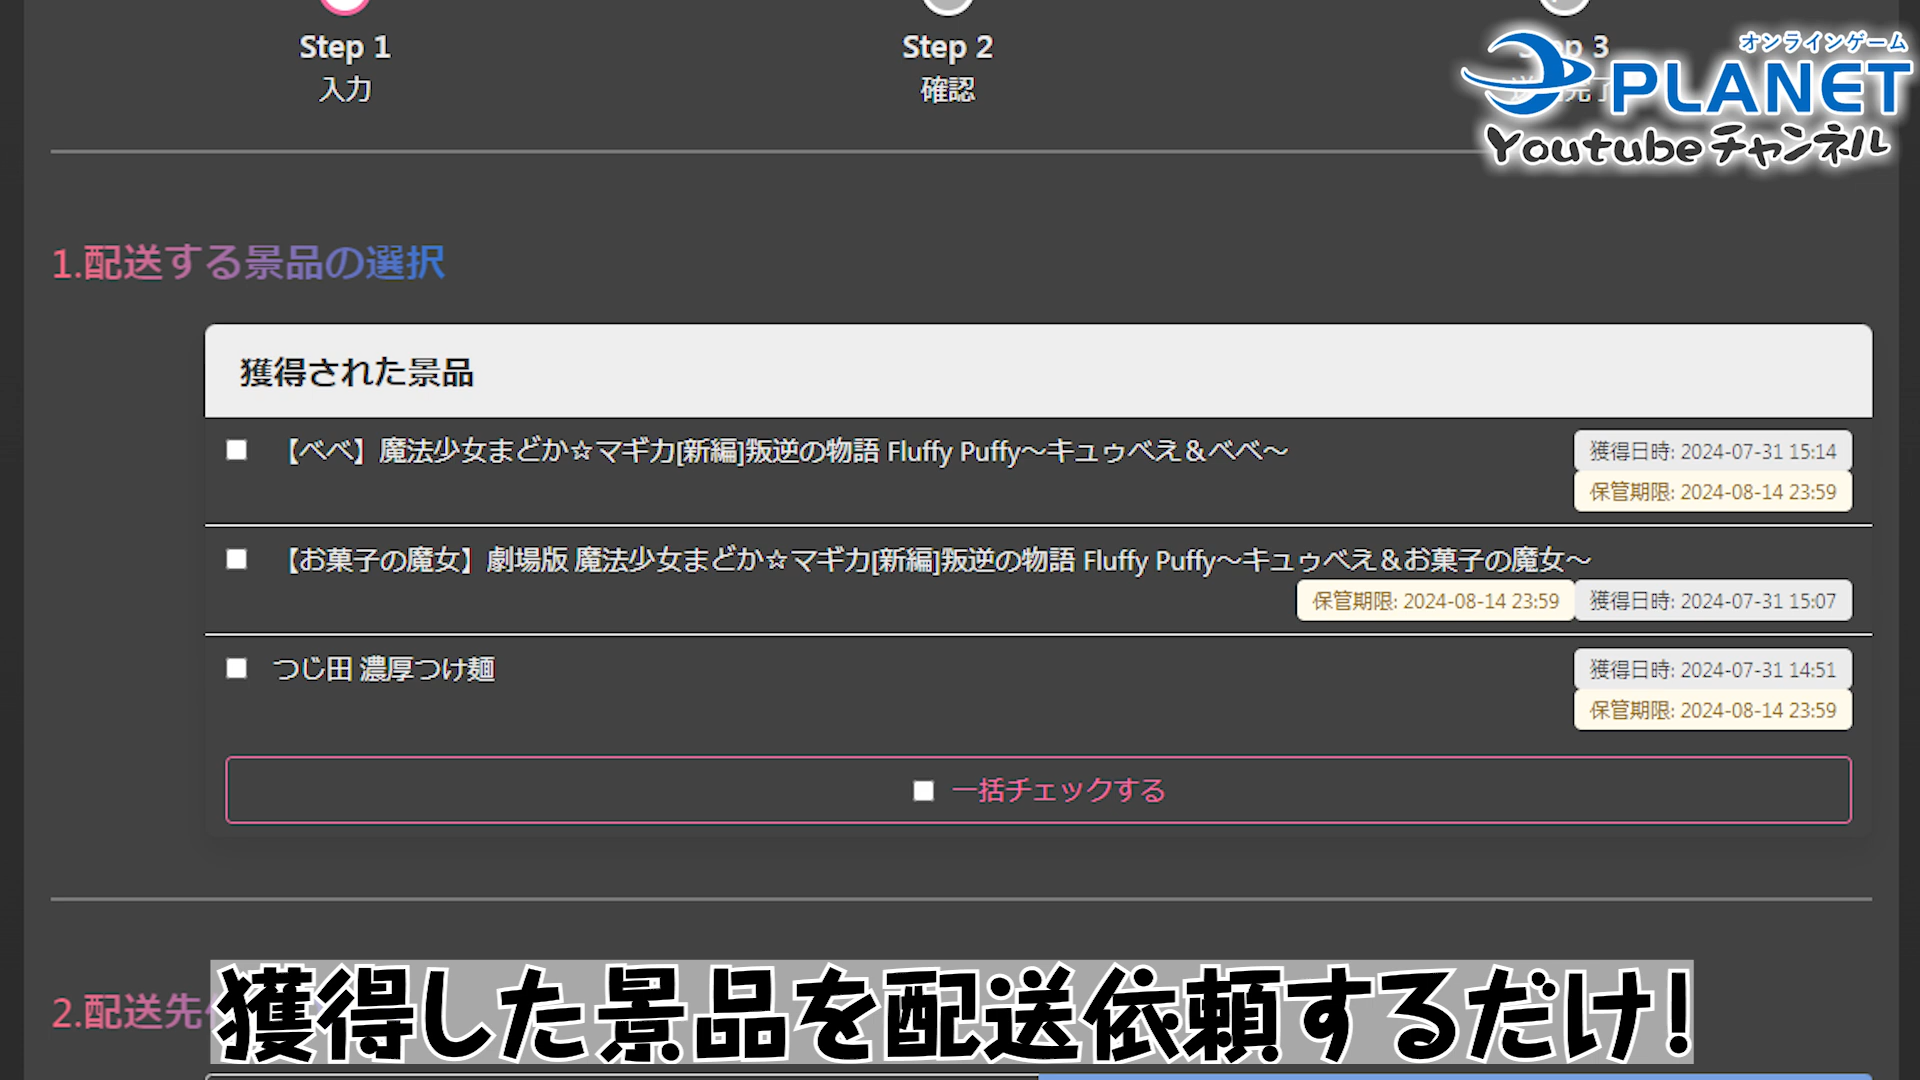 Step 1
入力
Step 2
確認
オンラインゲーム
PLANET
Youtubeチャンネル
1.配送する景品の選択
獲得された景品
【べべ】魔法少女まどか☆マギカ[新編]叛逆の物語 Fluffy Puffy～キュゥべえ＆べべ～
獲得日時: 2024-07-31 15:14
保管期限: 2024-08-14 23:59
【お菓子の魔女】劇場版 魔法少女まどか☆マギカ[新編]叛逆の物語 Fluffy Puffy～キュゥべえ＆お菓子の魔女～
保管期限: 2024-08-14 23:59
獲得日時: 2024-07-31 15:07
つじ田 濃厚つけ麺
獲得日時: 2024-07-31 14:51
保管期限: 2024-08-14 23:59
一括チェックする
2.配送先
獲得した景品を配送依頼するだけ!